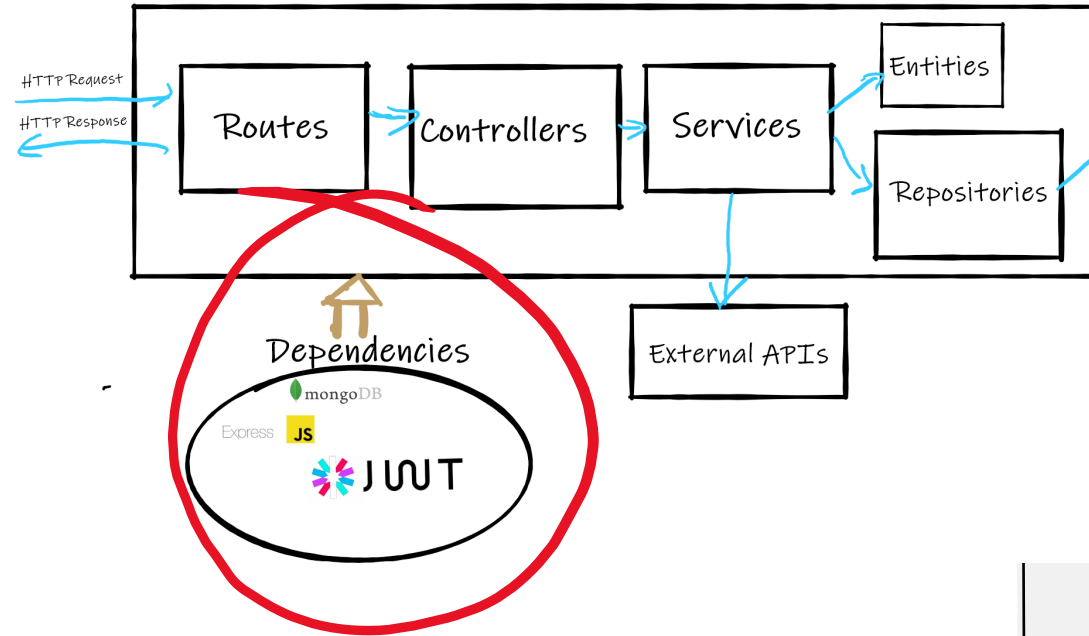 HTTP Request
HTTP Response
Routes
Controllers
Services
Entities
Repositories
External APIs
Dependencies
mongoDB
Express
JS
JWT